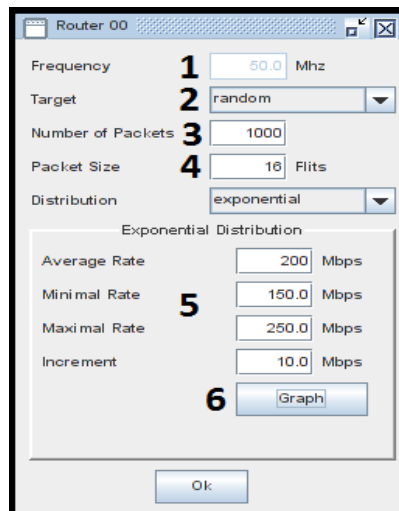 Router 00
Frequency 1 50.0 Mhz
Target 2 random
Number of Packets 3 1000
Packet Size 4 16 Flits
Distribution exponential
Exponential Distribution
Average Rate 200 Mbps
Minimal Rate 150.0 Mbps
5
Maximal Rate 250.0 Mbps
Increment 10.0 Mbps
6 Graph
Ok